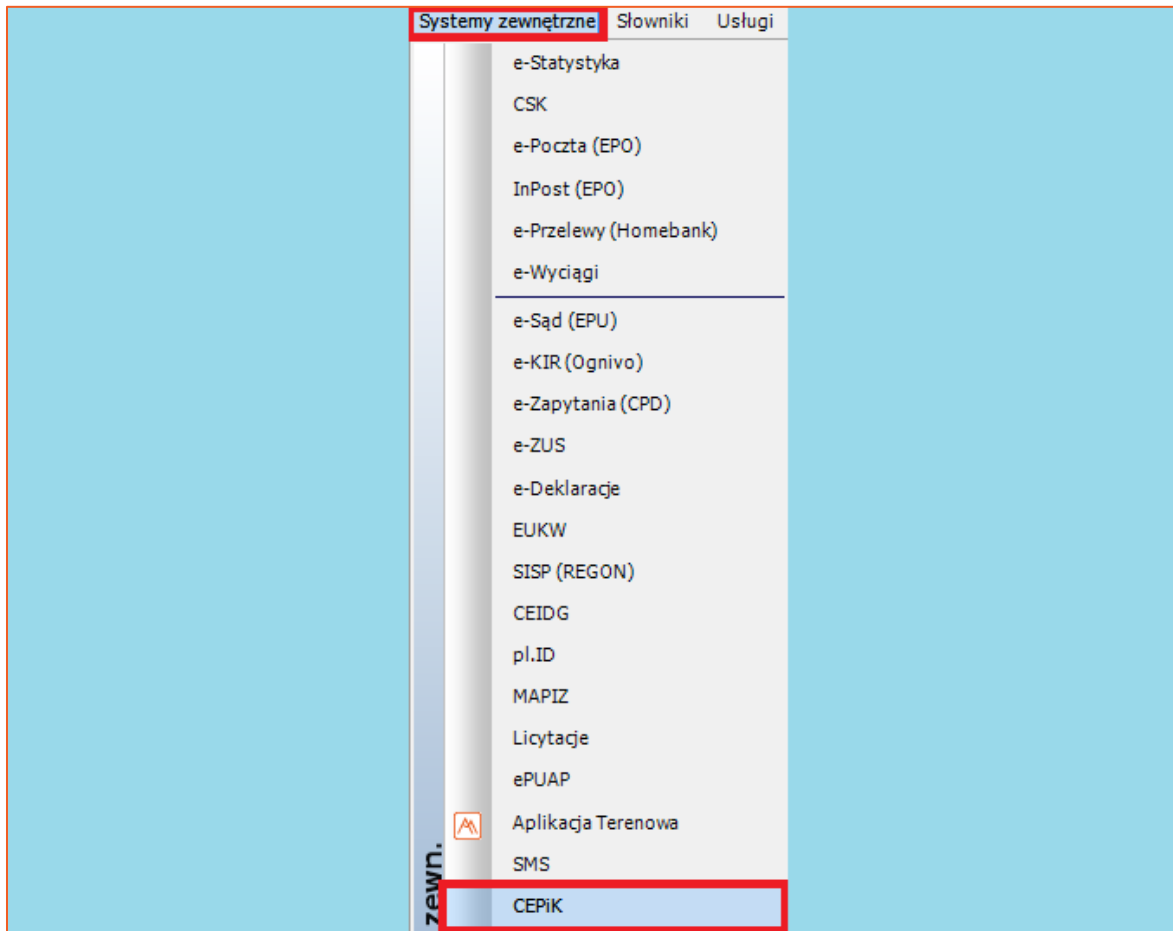 Systemy zewnętrzne Słowniki Usługi
e-Statystyka
CSK
e-Poczta (EPO)
InPost (EPO)
e-Przelewy (Homebank)
e-Wyciągi
e-Sąd (EPU)
e-KIR (Ognivo)
e-Zapytania (CPD)
e-ZUS
e-Deklaracje
EUKW
SISP (REGON)
CEIDG
pl.ID
MAPIZ
Licytacje
ePUAP
Aplikacja Terenowa
SMS
CEPiK
zewn.